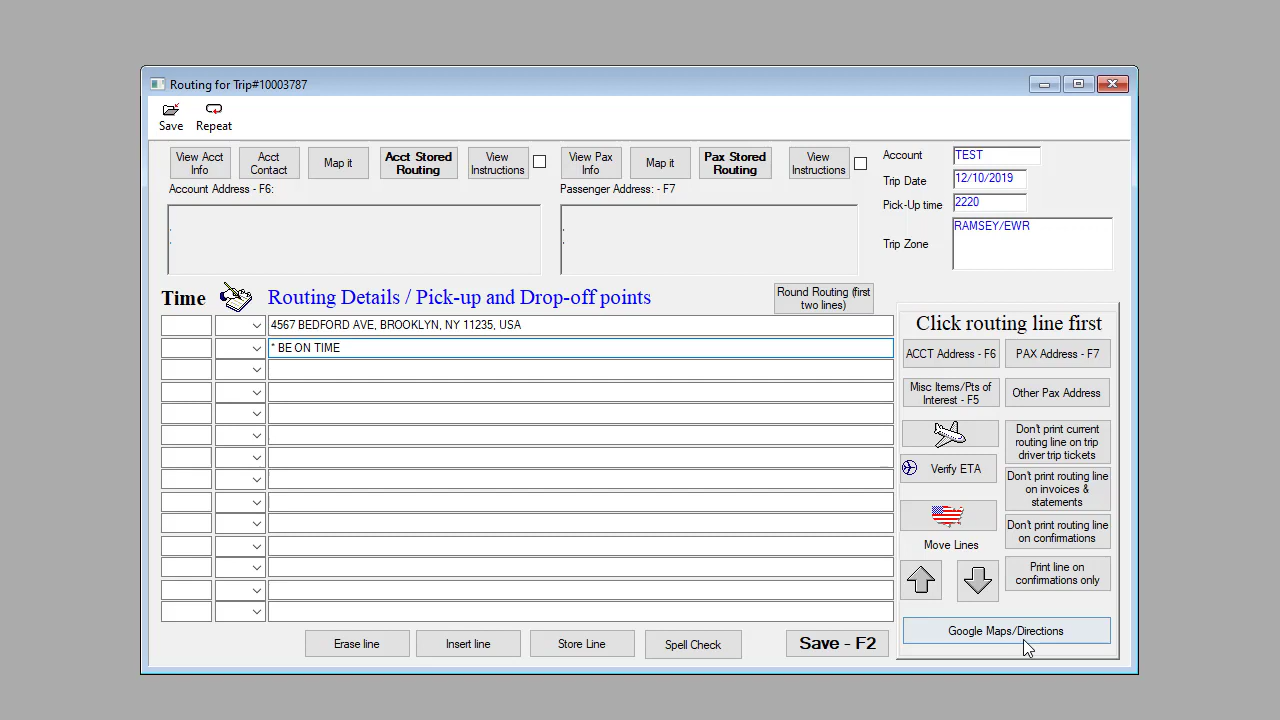 Routing for Trip#10003787
Save
Repeat
View Acct
Info
Acct
Contact
Map it
Acct Stored
Routing
View
Instructions
View Pax
Info
Map it
Pax Stored
Routing
View
Instructions
Account
TEST
Trip Date
12/10/2019
Pick-Up time
2220
Trip Zone
RAMSEY/EWR
Account Address - F6:
Passenger Address: - F7
.
.
.
.
Time
Routing Details / Pick-up and Drop-off points
Round Routing (first
two lines)
4567 BEDFORD AVE, BROOKLYN, NY 11235, USA
* BE ON TIME
Click routing line first
ACCT Address - F6
PAX Address - F7
Misc Items/Pts of
Interest - F5
Other Pax Address
Don't print current
routing line on trip
driver trip tickets
Verify ETA
Don't print routing line
on invoices &
statements
Don't print routing line
on confirmations
Move Lines
Print line on
confirmations only
Google Maps/Directions
Erase line
Insert line
Store Line
Spell Check
Save - F2